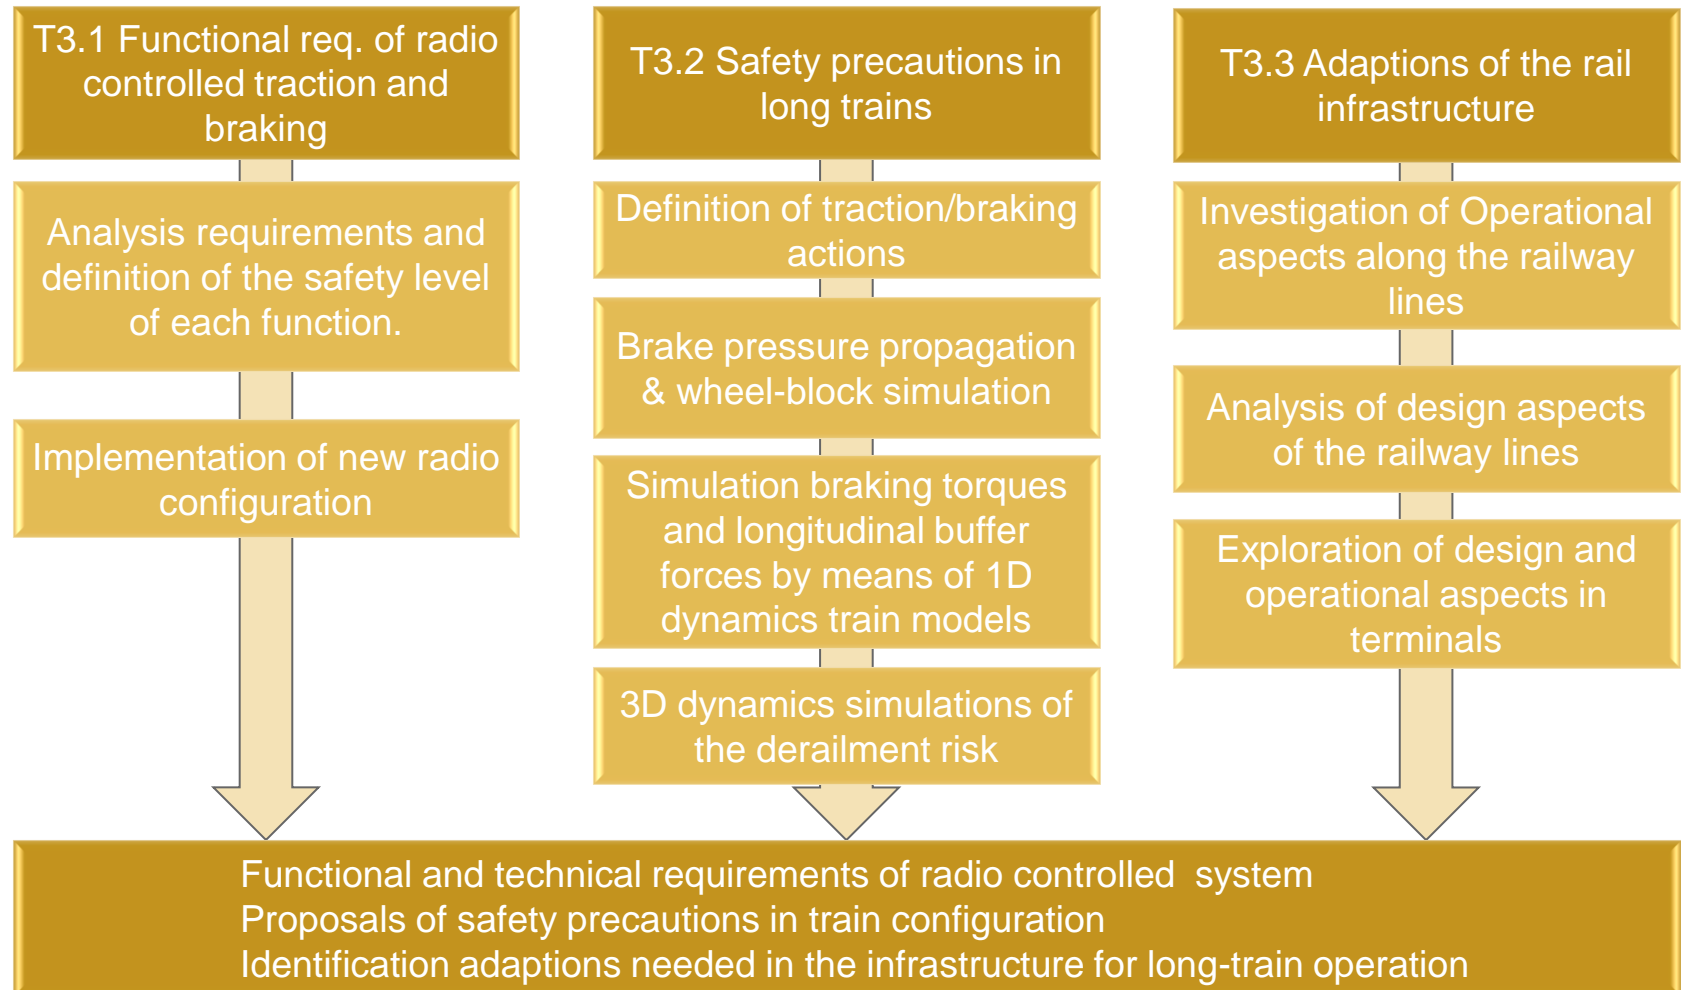 T3.1 Functional req. of radio
controlled traction and
braking
Analysis requirements and
definition of the safety level
of each function.
Implementation of new radio
configuration
T3.2 Safety precautions in
long trains
Definition of traction/braking
actions
Brake pressure propagation
& wheel-block simulation
Simulation braking torques
and longitudinal buffer
forces by means of 1D
dynamics train models
3D dynamics simulations of
the derailment risk
T3.3 Adaptions of the rail
infrastructure
Investigation of Operational
aspects along the railway
lines
Analysis of design aspects
of the railway lines
Exploration of design and
operational aspects in
terminals
Functional and technical requirements of radio controlled  system
Proposals of safety precautions in train configuration
Identification adaptions needed in the infrastructure for long-train operation